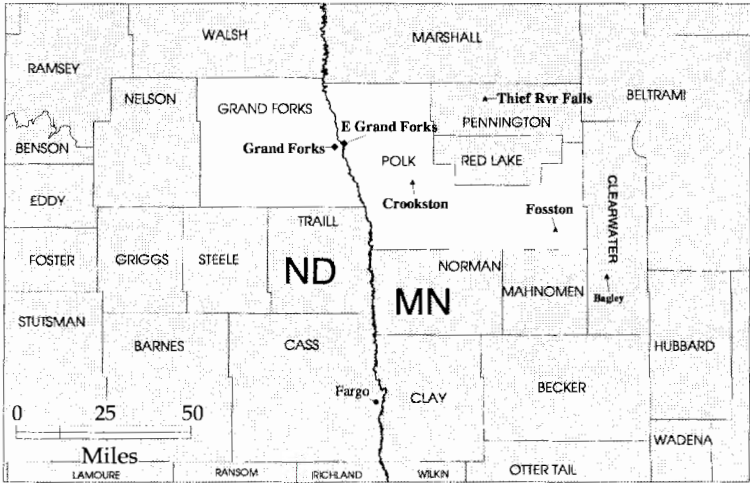 WALSH
MARSHALL
RAMSEY
NELSON
BELTRAMI
Thief Rvr Falls
GRAND FORKS
PENNINGTON
E Grand Forks
Grand Forks
BENSON
POLK
RED LAKE
EDDY
CLEARWATER
Crookston
Fosston
TRAILL
FOSTER
GRIGGS
STEELE
ND
NORMAN
MN
MAHNOMEN
Bagley
STUTSMAN
BARNES
CASS
HUBBARD
Fargo
CLAY
BECKER
0 25 50
Miles
WADENA
LAMOURE
RANSOM
RICHLAND
WILKIN
OTTER TAIL